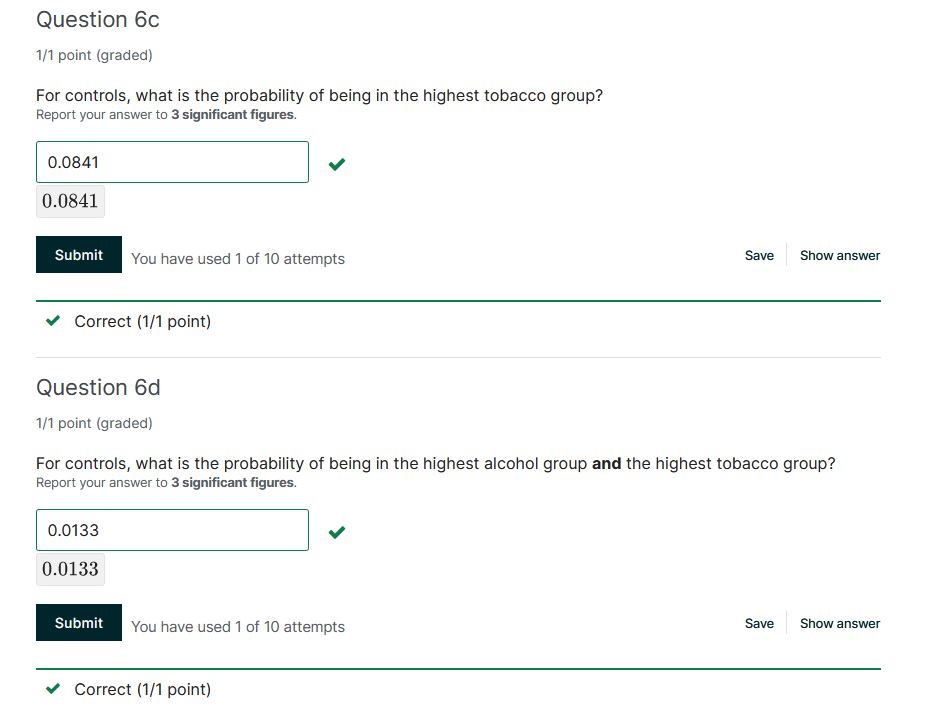 Question 6c
1/1 point (graded)
For controls, what is the probability of being in the highest tobacco group?
Report your answer to 3 significant figures.
0.0841
0.0841
Submit You have used 1 of 10 attempts Save Show answer
Correct (1/1 point)
Question 6d
1/1 point (graded)
For controls, what is the probability of being in the highest alcohol group and the highest tobacco group?
Report your answer to 3 significant figures.
0.0133
0.0133
Submit You have used 1 of 10 attempts Save Show answer
Correct (1/1 point)